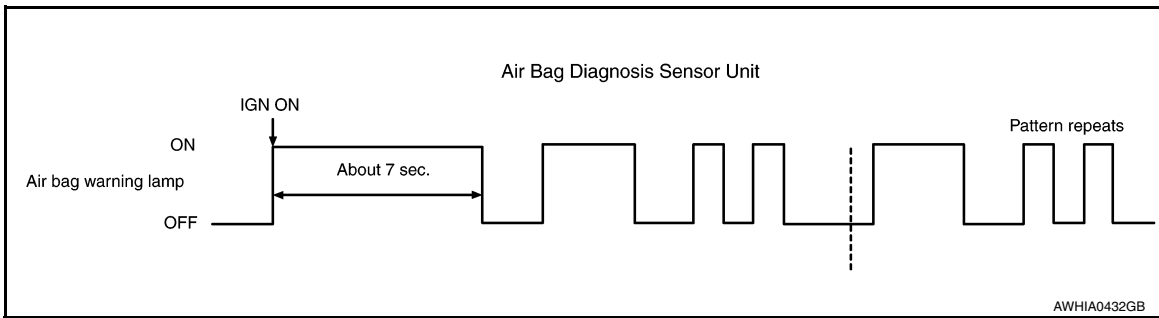 Air Bag Diagnosis Sensor Unit
IGN ON
Pattern repeats
ON
About 7 sec.
Air bag warning lamp
OFF
AWHIA0432GB